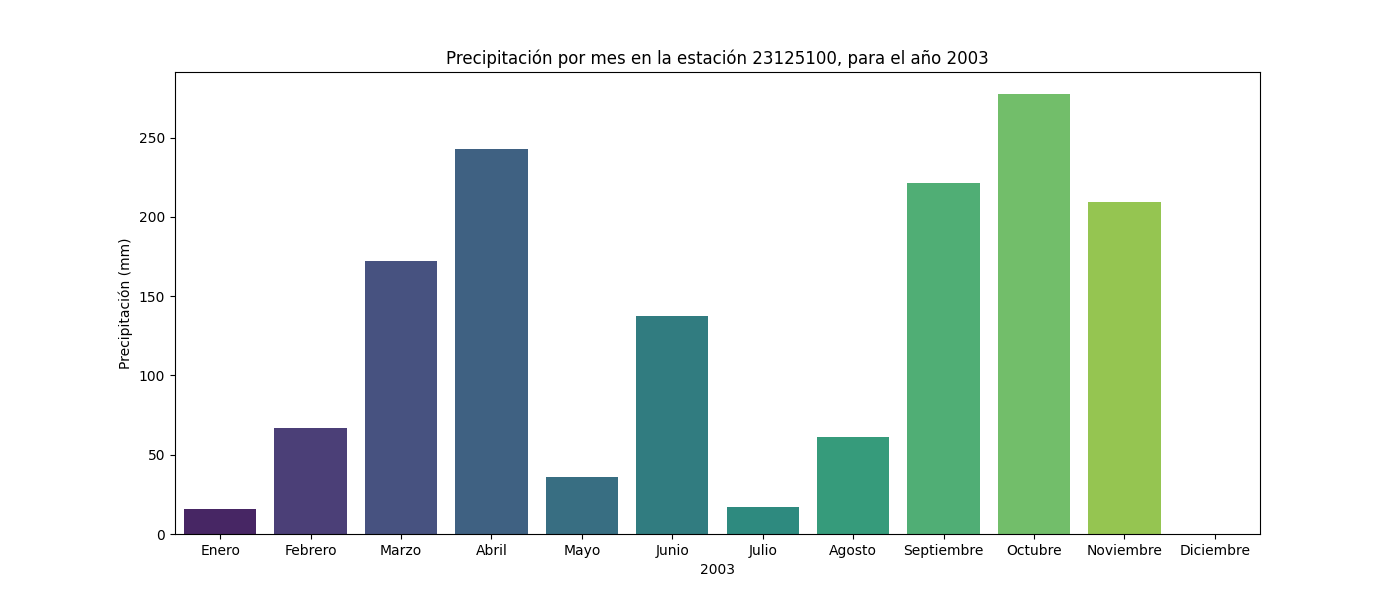 Precipitación por mes en la estación 23125100, para el año 2003
Precipitación (mm)
250
200
150
100
50
0
Enero Febrero Marzo Abril Mayo Junio Julio Agosto Septiembre Octubre Noviembre Diciembre
2003